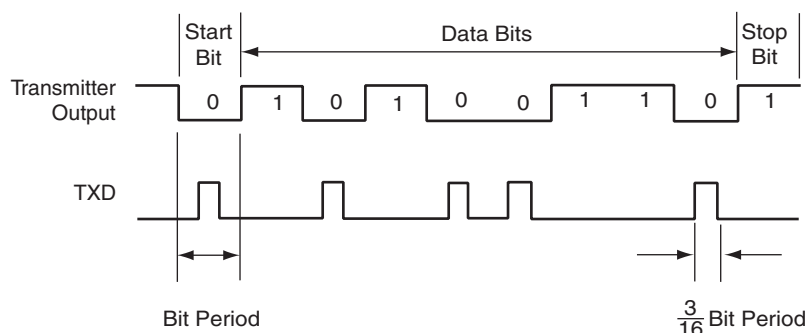 Start Bit
Data Bits
Stop Bit
Transmitter Output
0 1 0 1 0 0 1 1 0 1
TXD
Bit Period
3/16 Bit Period